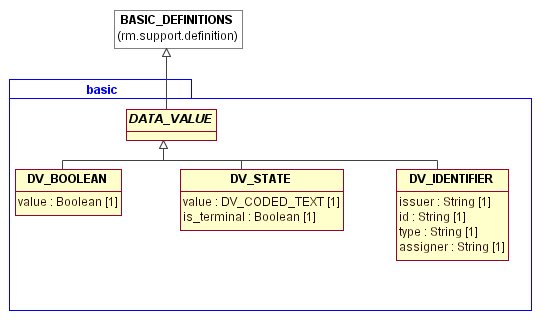 BASIC_DEFINITIONS
(rm.support.definition)
basic
DATA_VALUE
DV_BOOLEAN
value : Boolean [1]
DV_STATE
value : DV_CODED_TEXT [1]
is_terminal : Boolean [1]
DV_IDENTIFIER
issuer : String [1]
id : String [1]
type : String [1]
assigner : String [1]